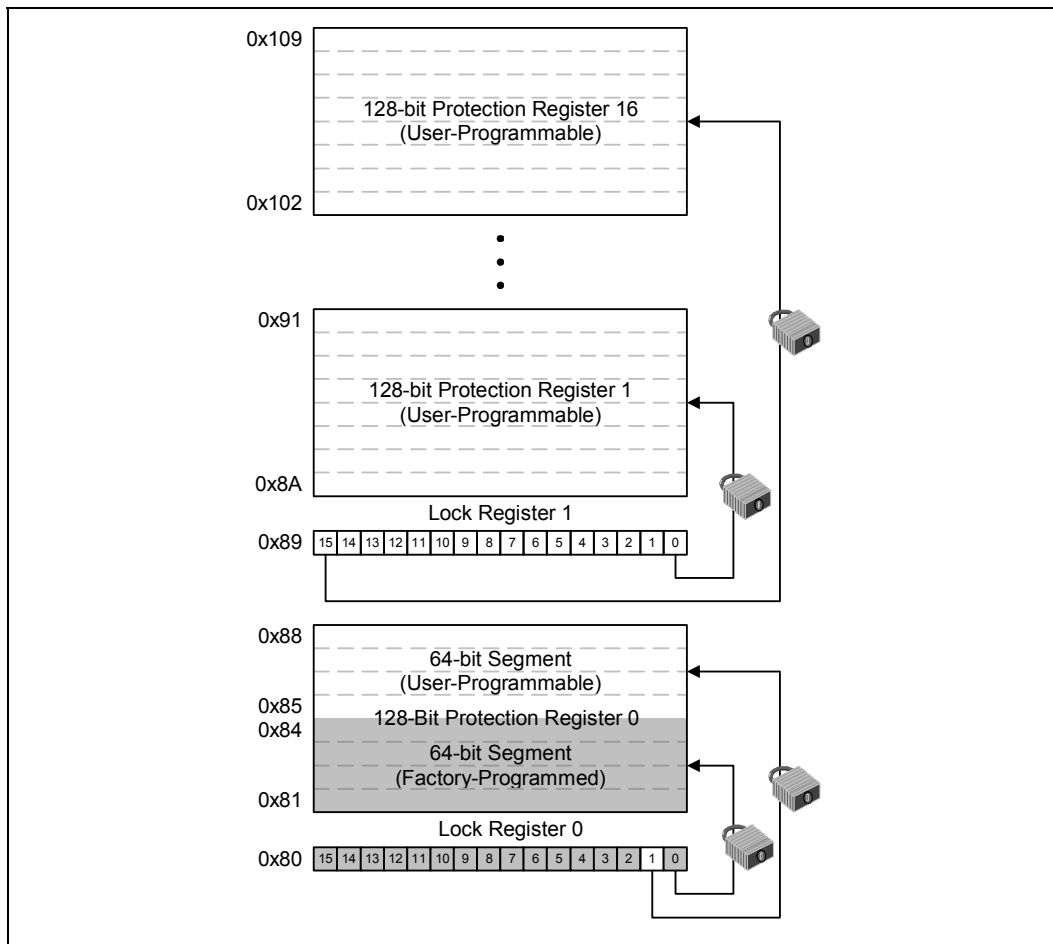 0x109
128-bit Protection Register 16
(User-Programmable)
0x102
0x91
128-bit Protection Register 1
(User-Programmable)
0x8A
Lock Register 1
0x89 15 14 13 12 11 10 9 8 7 6 5 4 3 2 1 0
0x88
64-bit Segment
(User-Programmable)
0x85
128-Bit Protection Register 0
0x84
64-bit Segment
(Factory-Programmed)
0x81
Lock Register 0
0x80 15 14 13 12 11 10 9 8 7 6 5 4 3 2 1 0